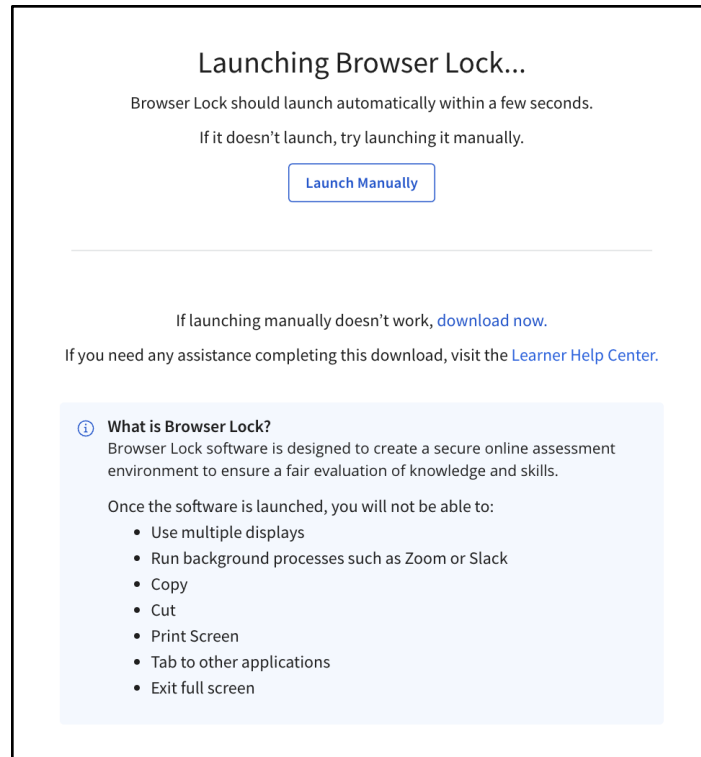 Launching Browser Lock...
Browser Lock should launch automatically within a few seconds.
If it doesn’t launch, try launching it manually.
Launch Manually
If launching manually doesn’t work, download now.
If you need any assistance completing this download, visit the Learner Help Center.
What is Browser Lock?
Browser Lock software is designed to create a secure online assessment
environment to ensure a fair evaluation of knowledge and skills.
Once the software is launched, you will not be able to:
• Use multiple displays
• Run background processes such as Zoom or Slack
• Copy
• Cut
• Print Screen
• Tab to other applications
• Exit full screen